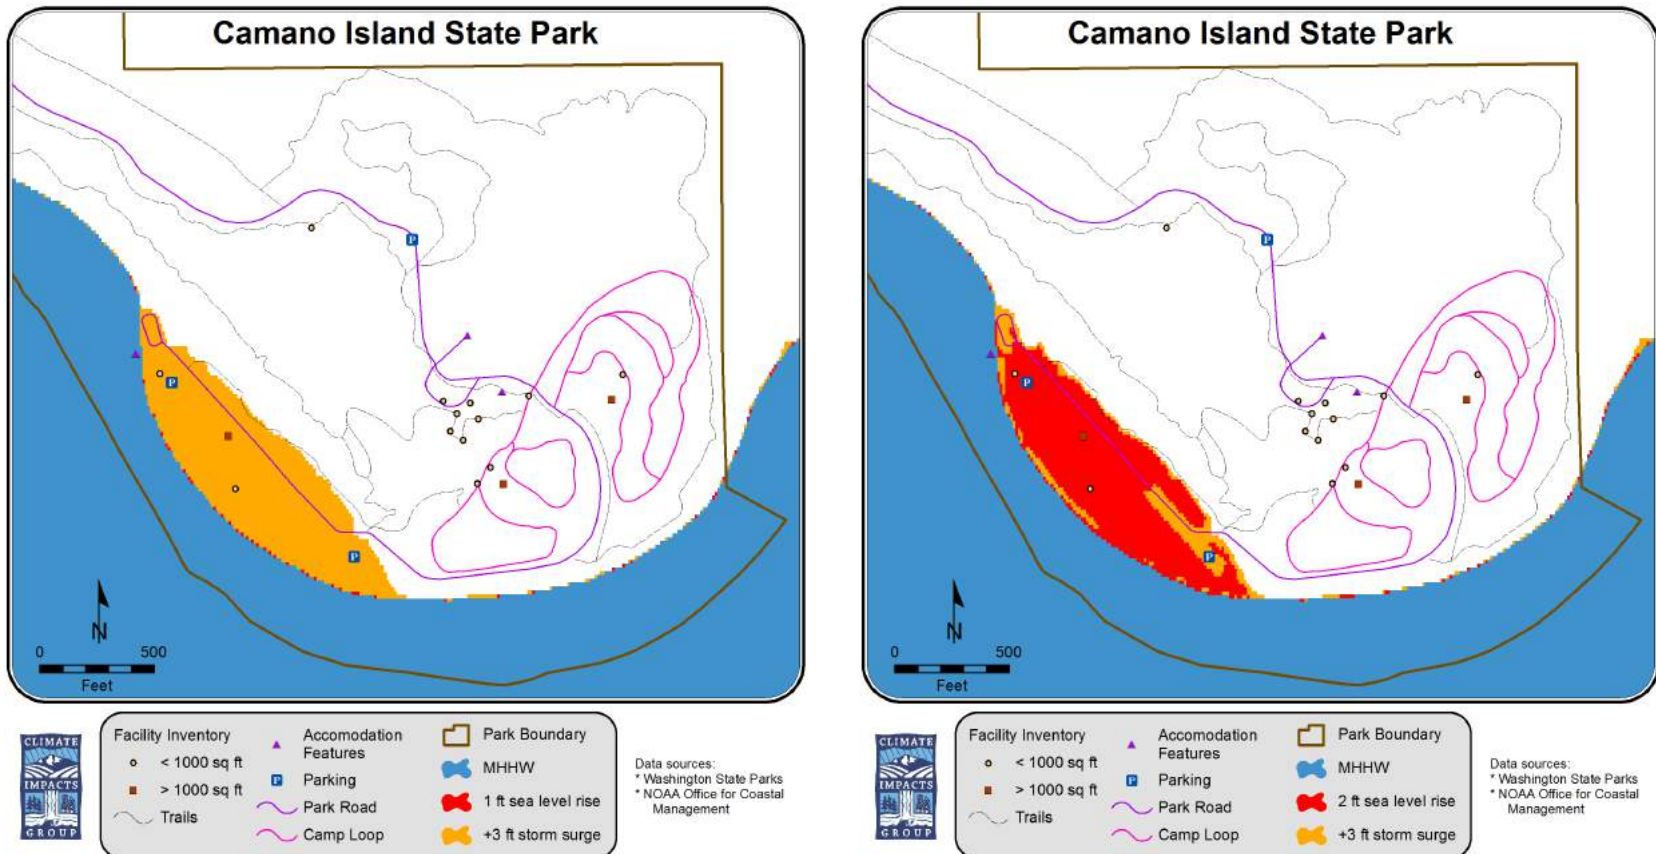 Camano Island State Park
P
P
P
N
0 500
Feet
CLIMATE
IMPACTS
GROUP
Facility Inventory
< 1000 sq ft
> 1000 sq ft
Trails
Accomodation
Features
Parking
Park Road
Camp Loop
Park Boundary
MHHW
1 ft sea level rise
+3 ft storm surge
Data sources:
* Washington State Parks
* NOAA Office for Coastal
Management
Camano Island State Park
P
P
P
N
0 500
Feet
CLIMATE
IMPACTS
GROUP
Facility Inventory
< 1000 sq ft
> 1000 sq ft
Trails
Accomodation
Features
P Parking
Park Road
Camp Loop
Park Boundary
MHHW
2 ft sea level rise
+3 ft storm surge
Data sources:
* Washington State Parks
* NOAA Office for Coastal
Management